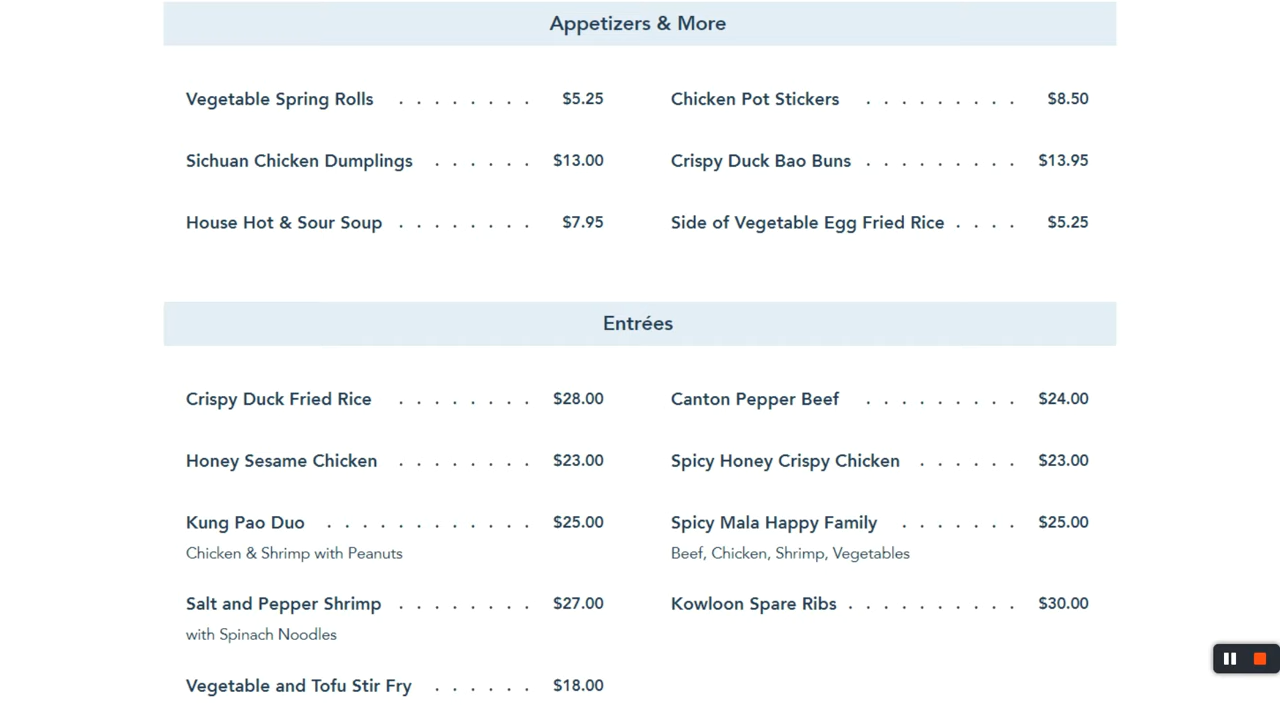 Appetizers & More
Vegetable Spring Rolls . . . . . . . . $5.25
Chicken Pot Stickers . . . . . . . . . $8.50
Sichuan Chicken Dumplings . . . . . . $13.00
Crispy Duck Bao Buns . . . . . . . . . $13.95
House Hot & Sour Soup . . . . . . . . $7.95
Side of Vegetable Egg Fried Rice . . . . $5.25
Entrées
Crispy Duck Fried Rice . . . . . . . . $28.00
Canton Pepper Beef . . . . . . . . . $24.00
Honey Sesame Chicken . . . . . . . . $23.00
Spicy Honey Crispy Chicken . . . . . . $23.00
Kung Pao Duo . . . . . . . . . . . . $25.00
Chicken & Shrimp with Peanuts
Spicy Mala Happy Family . . . . . . . $25.00
Beef, Chicken, Shrimp, Vegetables
Salt and Pepper Shrimp . . . . . . . . $27.00
with Spinach Noodles
Kowloon Spare Ribs . . . . . . . . . . $30.00
Vegetable and Tofu Stir Fry . . . . . . $18.00